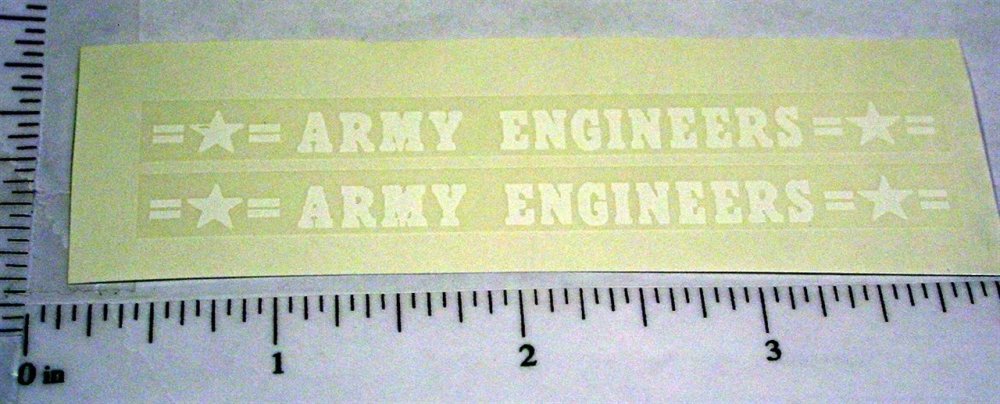 =★= ARMY ENGINEERS =★=
=★= ARMY ENGINEERS =★=
0 in 1 2 3